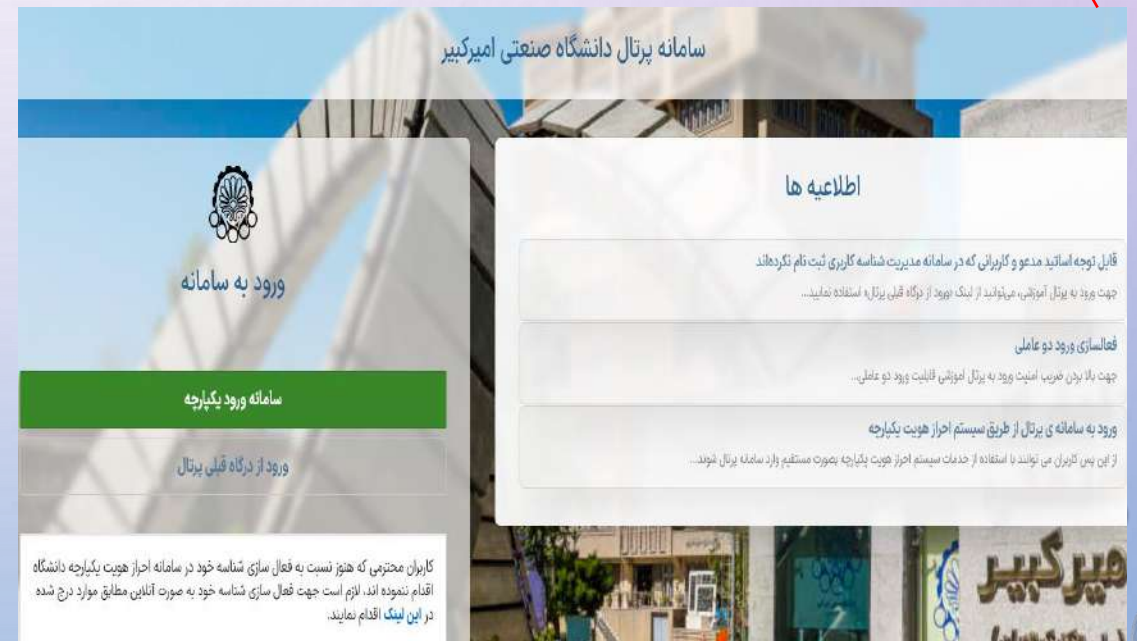 سامانه پرتال دانشگاه صنعتی امیرکبیر
اطلاعیه ها
قابل توجه اساتید مدعو و کاربرانی که در سامانه مدیریت شناسه کاربری ثبت نام نکرده‌اند
جهت ورود به پرتال آموزشی، می‌توانید از لینک «ورود از درگاه قبلی پرتال» استفاده نمایید...
فعالسازی ورود دو عاملی
جهت بالا بردن ضریب امنیت ورود به پرتال آموزشی قابلیت ورود دو عاملی...
ورود به سامانه ی پرتال از طریق سیستم احراز هویت یکپارچه
از این پس کاربران می توانند با استفاده از خدمات سیستم احراز هویت یکپارچه بصورت مستقیم وارد سامانه پرتال شوند...
ورود به سامانه
سامانه ورود یکپارچه
ورود از درگاه قبلی پرتال
کاربران محترمی که هنوز نسبت به فعال سازی شناسه خود در سامانه احراز هویت یکپارچه دانشگاه
اقدام ننموده اند، لازم است جهت فعال سازی شناسه خود به صورت آنلاین مطابق موارد درج شده
در این لینک اقدام نمایند.
میرکبیر